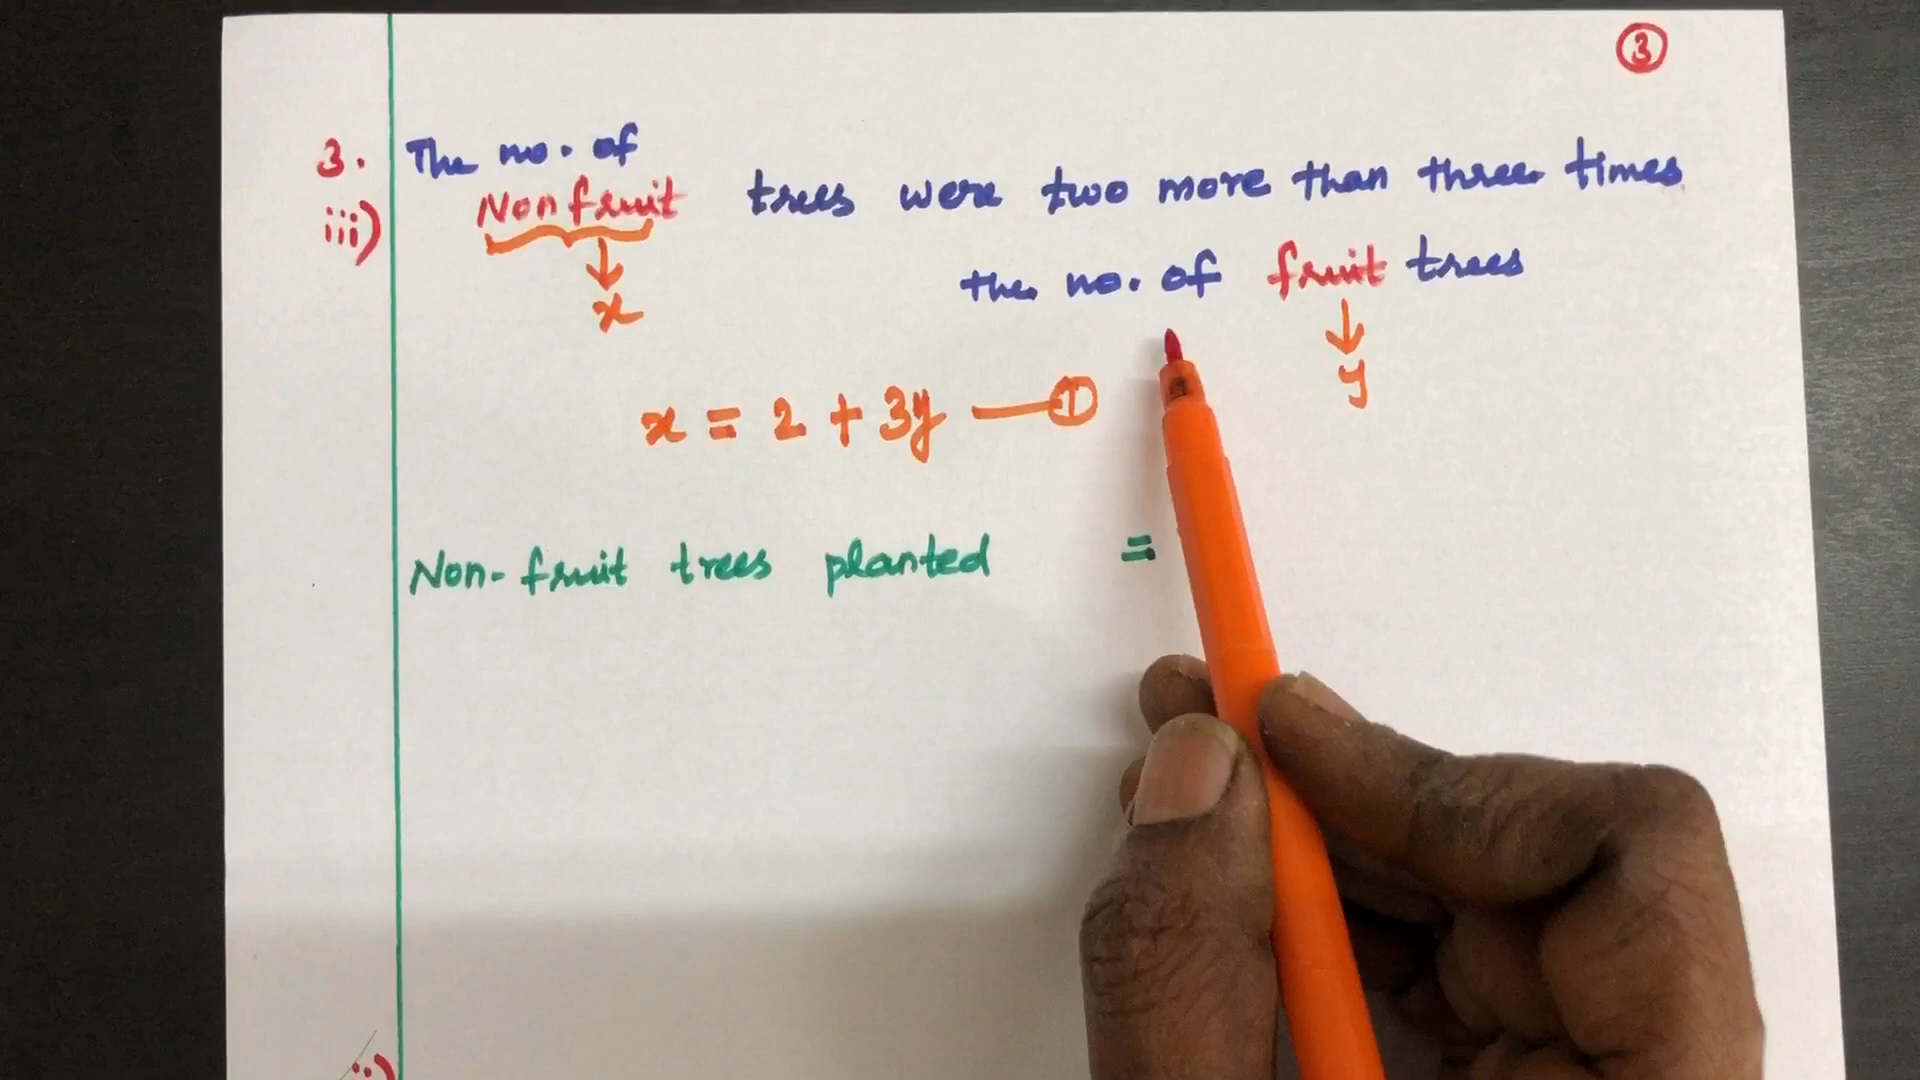 3
3. The no. of
iii) Non fruit trees were two more than three times
the no. of fruit trees
x
y
x = 2 + 3y — 1
Non-fruit trees planted =
ii)